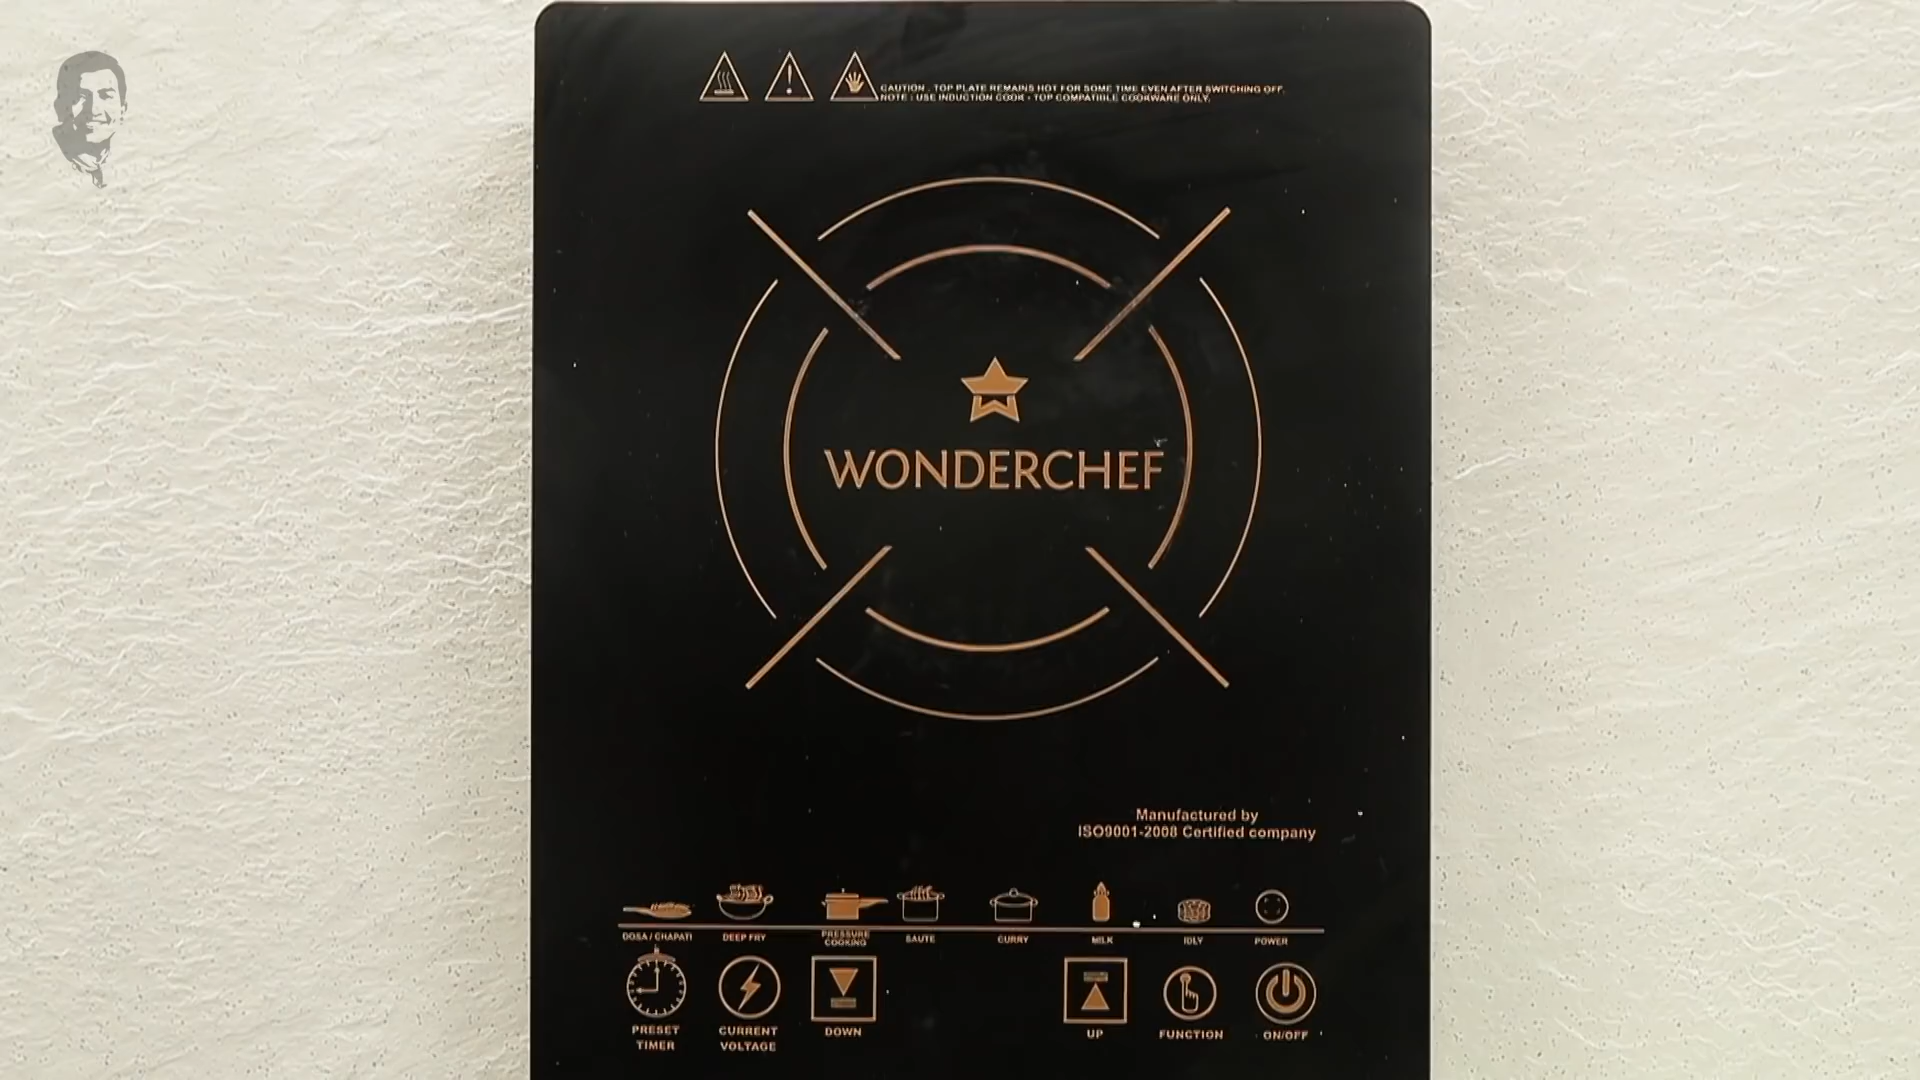 CAUTION . TOP PLATE REMAINS HOT FOR SOME TIME EVEN AFTER SWITCHING OFF.
NOTE : USE INDUCTION COOK - TOP COMPATIBLE COOKWARE ONLY.
WONDERCHEF
Manufactured by
ISO9001-2008 Certified company
DOSA / CHAPATI DEEP FRY PRESSURE COOKING SAUTE CURRY MILK IDLY POWER
PRESET TIMER CURRENT VOLTAGE DOWN UP FUNCTION ON/OFF